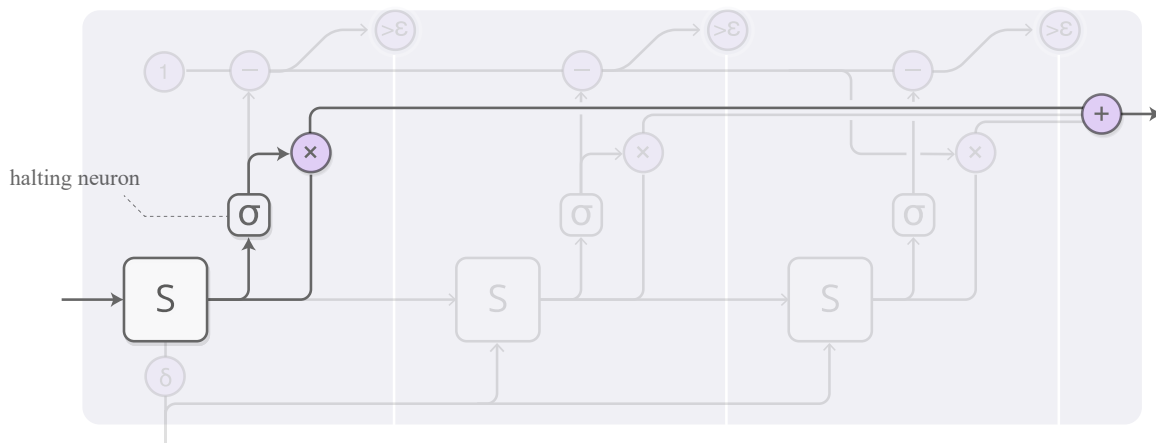 >ε >ε >ε
1 − − −
+
× × ×
halting neuron
σ σ σ
S S S
δ